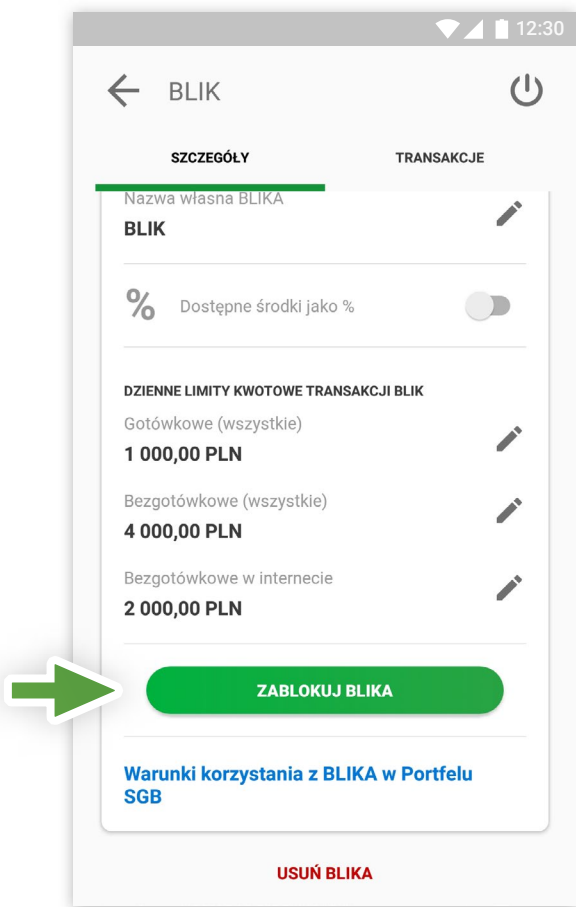 12:30
BLIK
SZCZEGÓŁY
TRANSAKCJE
Nazwa własna BLIKA
BLIK
% Dostępne środki jako %
DZIENNE LIMITY KWOTOWE TRANSAKCJI BLIK
Gotówkowe (wszystkie)
1 000,00 PLN
Bezgotówkowe (wszystkie)
4 000,00 PLN
Bezgotówkowe w internecie
2 000,00 PLN
ZABLOKUJ BLIKA
Warunki korzystania z BLIKA w Portfelu
SGB
USUŃ BLIKA